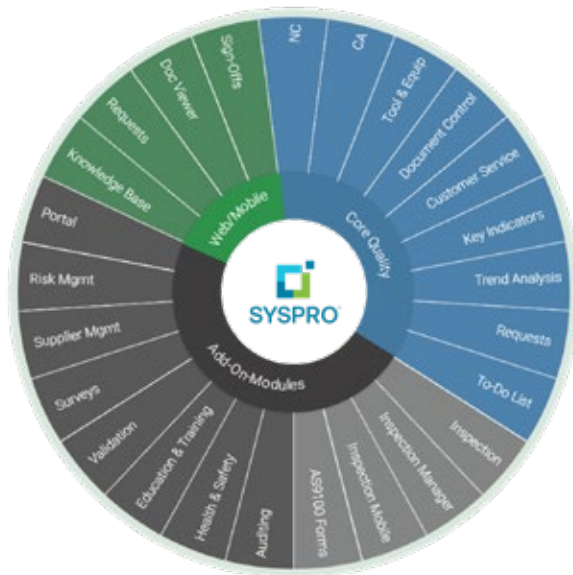 SYSPRO
Core Quality
NC
CA
Tool & Equip
Document Control
Customer Service
Key Indicators
Trend Analysis
Requests
To-Do List
Add-On-Modules
Inspection
Inspection Manager
Inspection Mobile
AS9100 Forms
Auditing
Health & Safety
Education & Training
Validation
Surveys
Supplier Mgmt
Risk Mgmt
Portal
Web/Mobile
Knowledge Base
Requests
Doc Viewer
Sign-Offs